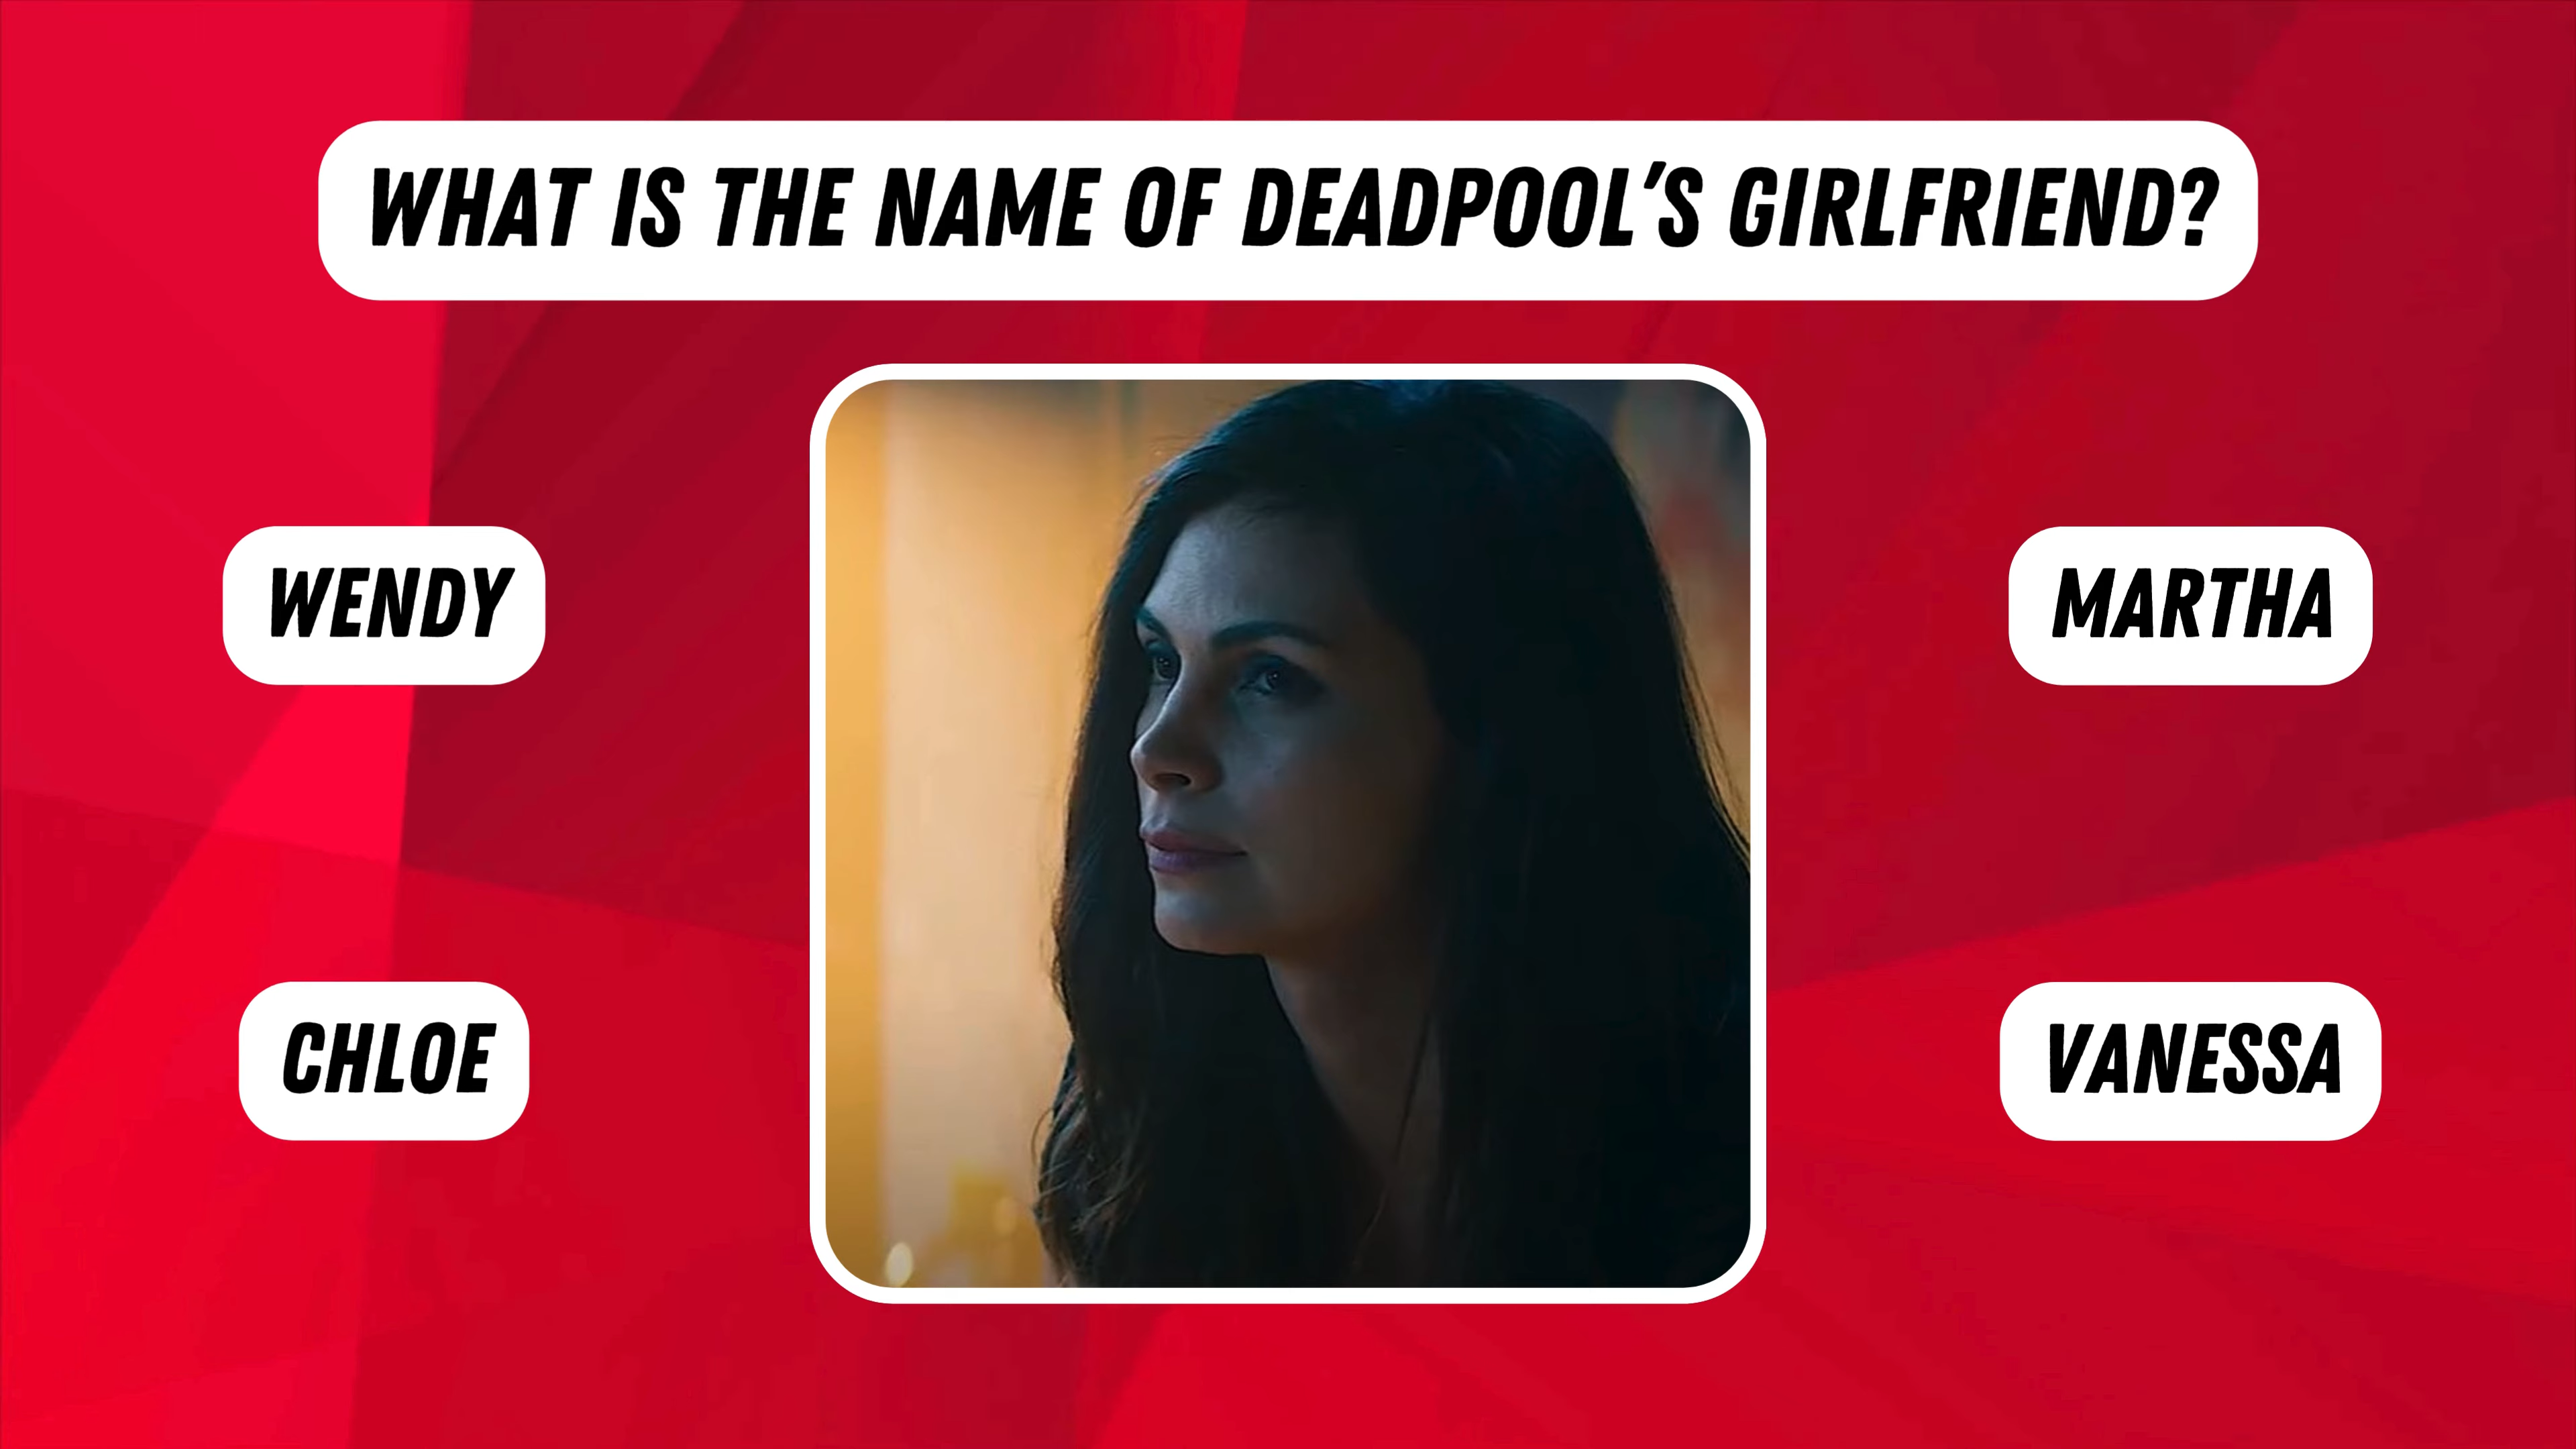 WHAT IS THE NAME OF DEADPOOL'S GIRLFRIEND?
WENDY
MARTHA
CHLOE
VANESSA